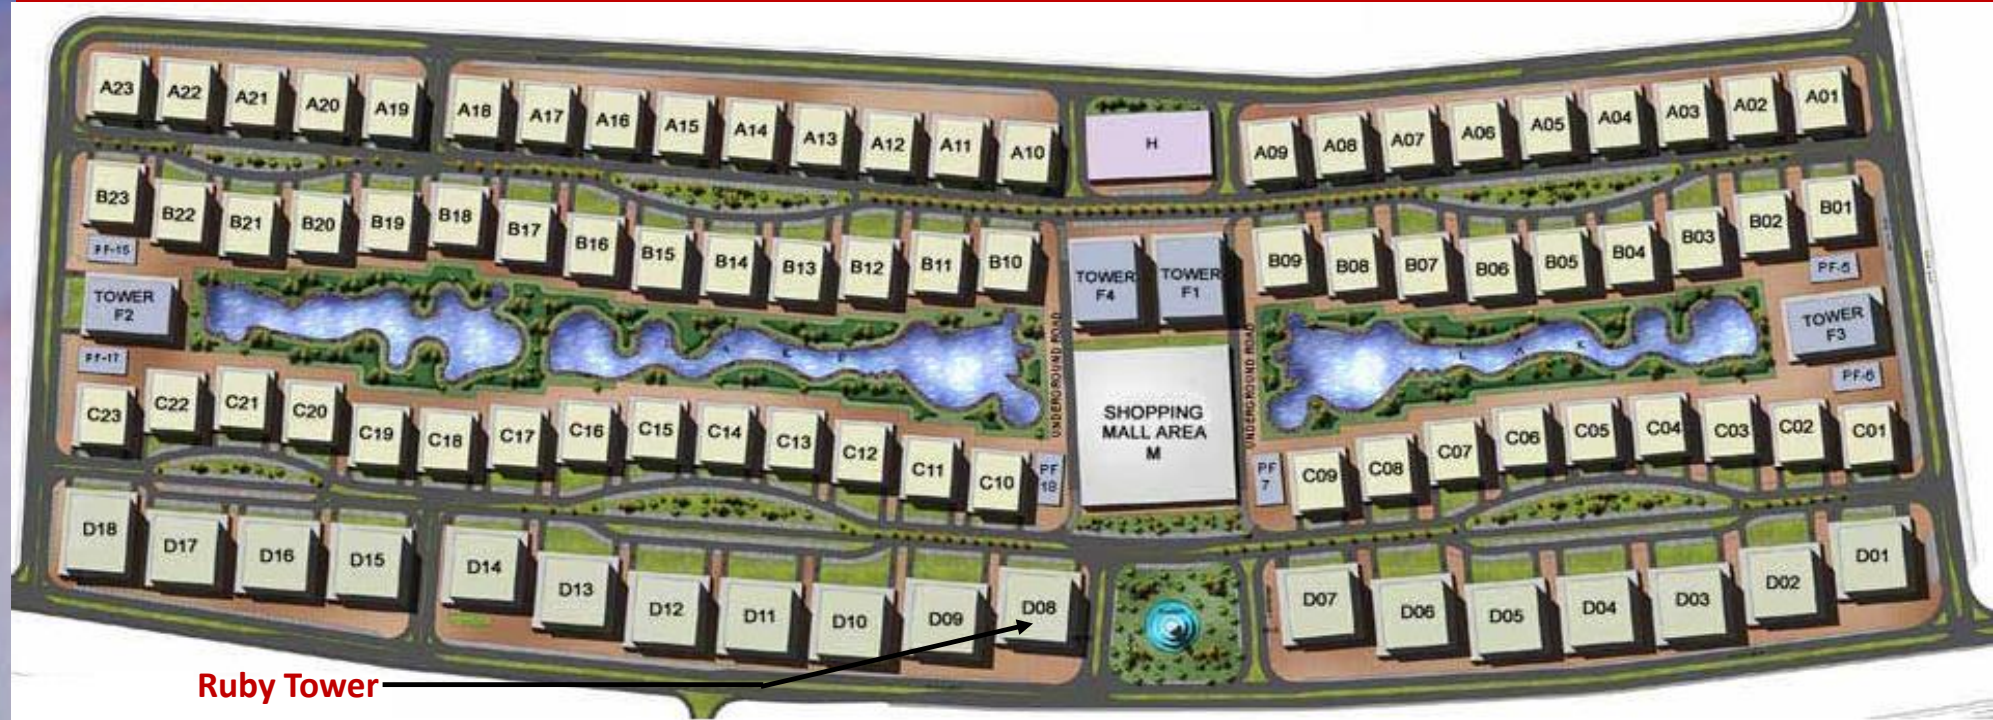 A23 A22 A21 A20 A19 A18 A17 A16 A15 A14 A13 A12 A11 A10
H
A09 A08 A07 A06 A05 A04 A03 A02 A01
B23 B22 B21 B20 B19 B18 B17 B16 B15 B14 B13 B12 B11 B10
B09 B08 B07 B06 B05 B04 B03 B02 B01
TOWER
F4
TOWER
F1
PF-5
TOWER
F2
TOWER
F3
PF-17
PF-6
UNDERGROUND ROAD
UNDERGROUND ROAD
L A K E
L A K
SHOPPING
MALL AREA
M
C23 C22 C21 C20 C19 C18 C17 C16 C15 C14 C13 C12 C11 C10
PF
18
PF
7
C09 C08 C07 C06 C05 C04 C03 C02 C01
D18 D17 D16 D15 D14 D13 D12 D11 D10 D09 D08
D07 D06 D05 D04 D03 D02 D01
Ruby Tower